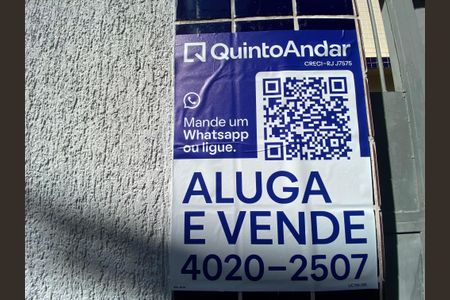 QuintoAndar
CRECI-RJ J7575
Mande um
Whatsapp
ou ligue.
ALUGA
E VENDE
4020-2507